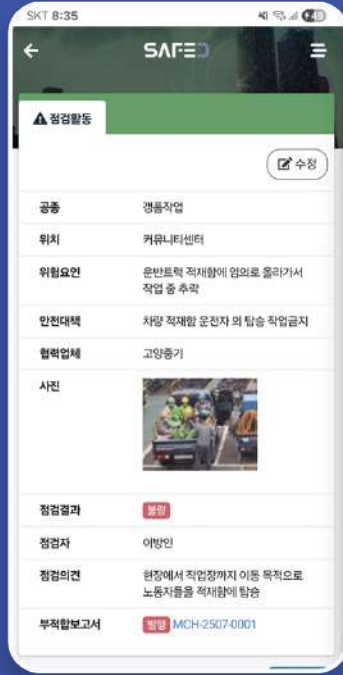 SKT 8:35
40
SAFED
점검활동
수정
공종 갱폼작업
위치 커뮤니티센터
위험요인 운반트럭 적재함에 임의로 올라가서
작업 중 추락
안전대책 차량 적재함 운전자 외 탑승 작업금지
협력업체 고양중기
사진
점검결과 불량
점검자 이방인
점검의견 현장에서 작업장까지 이동 목적으로
노동자들을 적재함에 탑승
부적합보고서 발행 MCH-2507-0001